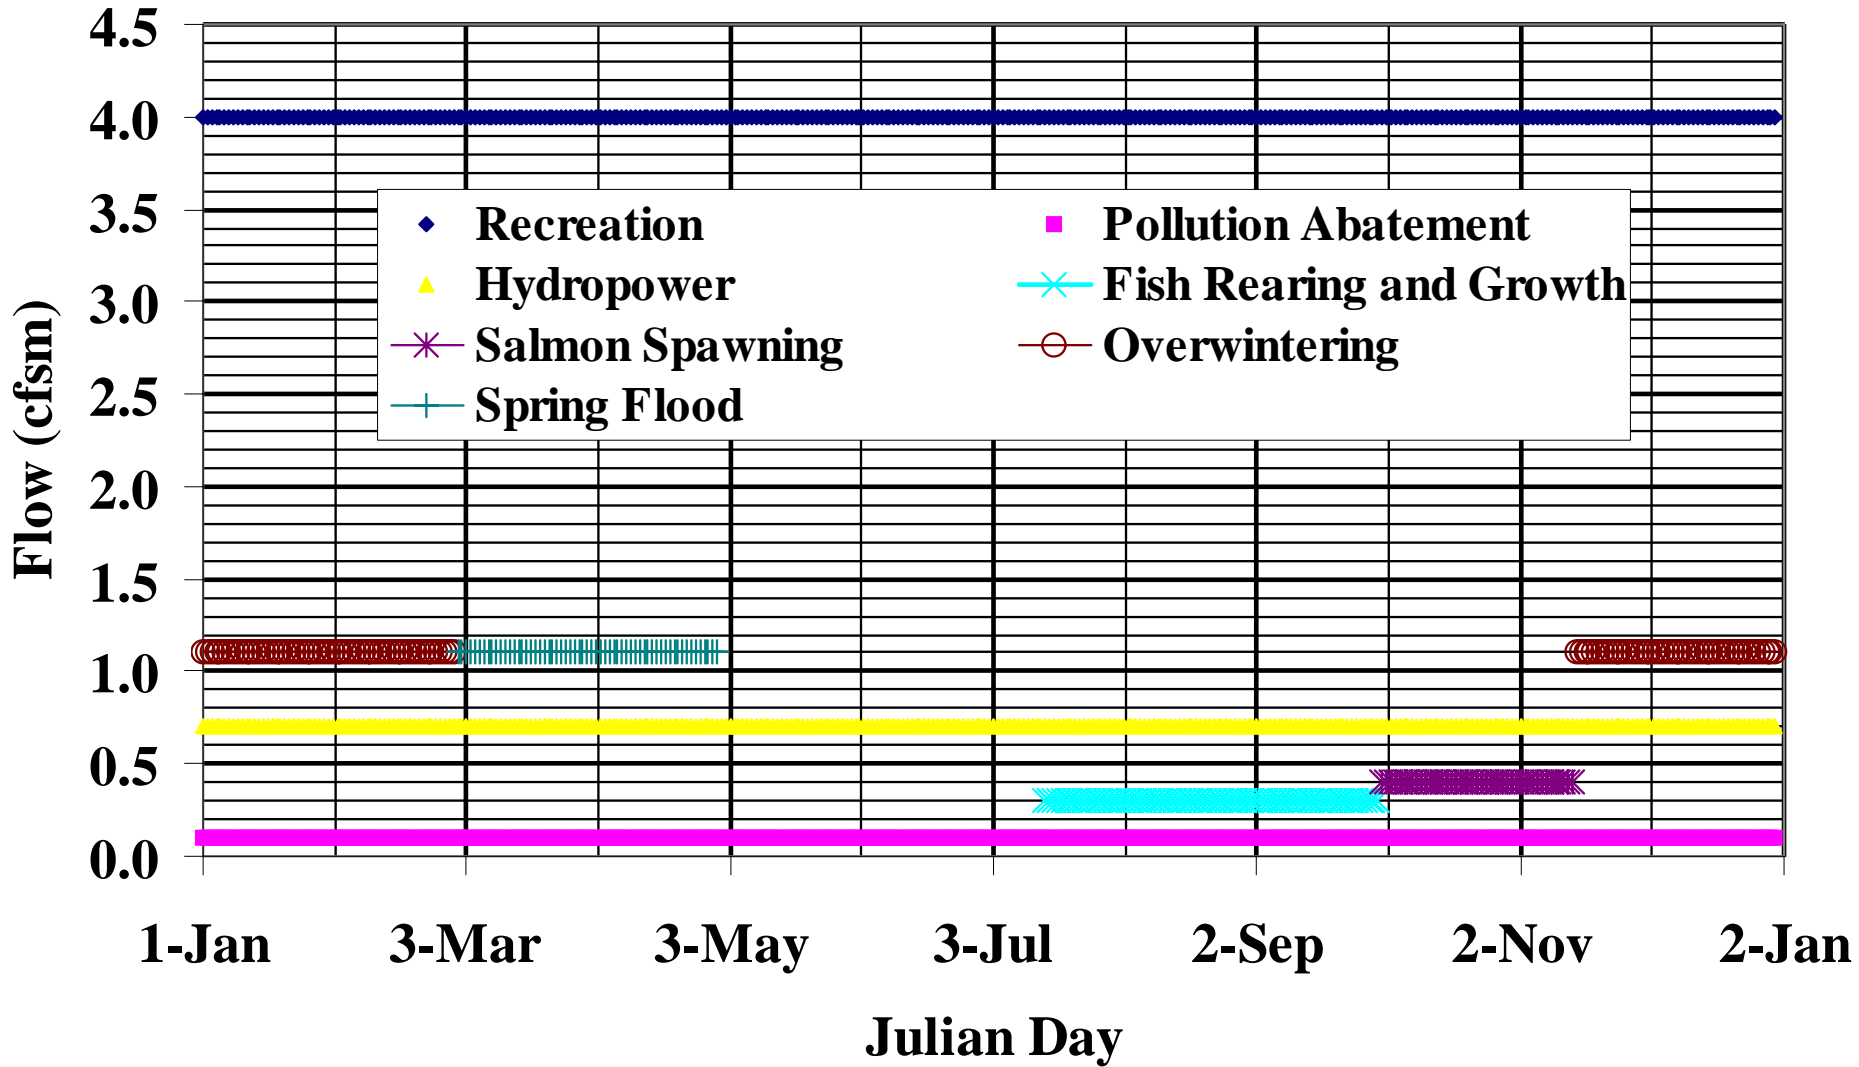 4.5
4.0
3.5
3.0
2.5
2.0
1.5
1.0
0.5
0.0
Flow (cfsm)
Recreation
Pollution Abatement
Hydropower
Fish Rearing and Growth
Salmon Spawning
Overwintering
Spring Flood
1-Jan 3-Mar 3-May 3-Jul 2-Sep 2-Nov 2-Jan
Julian Day